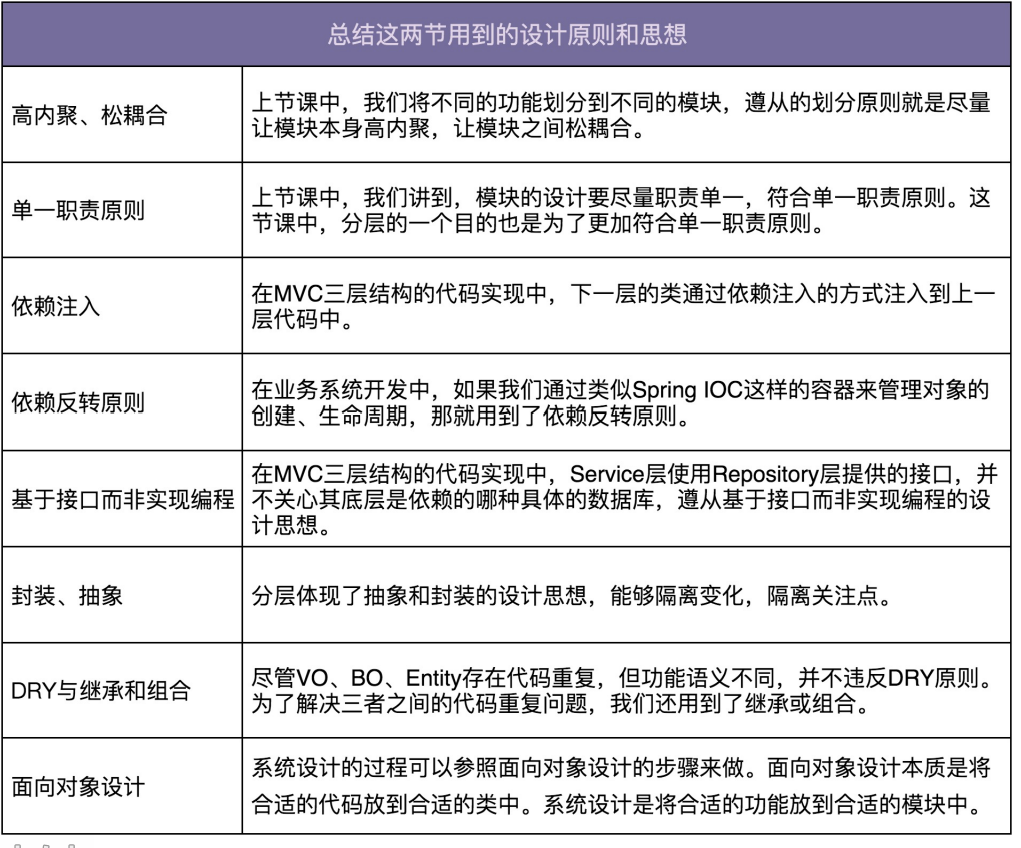 总结这两节用到的设计原则和思想
高内聚、松耦合
上节课中，我们将不同的功能划分到不同的模块，遵从的划分原则就是尽量
让模块本身高内聚，让模块之间松耦合。
单一职责原则
上节课中，我们讲到，模块的设计要尽量职责单一，符合单一职责原则。这
节课中，分层的一个目的也是为了更加符合单一职责原则。
依赖注入
在MVC三层结构的代码实现中，下一层的类通过依赖注入的方式注入到上一
层代码中。
依赖反转原则
在业务系统开发中，如果我们通过类似Spring IOC这样的容器来管理对象的
创建、生命周期，那就用到了依赖反转原则。
基于接口而非实现编程
在MVC三层结构的代码实现中，Service层使用Repository层提供的接口，并
不关心其底层是依赖的哪种具体的数据库，遵从基于接口而非实现编程的设
计思想。
封装、抽象
分层体现了抽象和封装的设计思想，能够隔离变化，隔离关注点。
DRY与继承和组合
尽管VO、BO、Entity存在代码重复，但功能语义不同，并不违反DRY原则。
为了解决三者之间的代码重复问题，我们还用到了继承或组合。
面向对象设计
系统设计的过程可以参照面向对象设计的步骤来做。面向对象设计本质是将
合适的代码放到合适的类中。系统设计是将合适的功能放到合适的模块中。